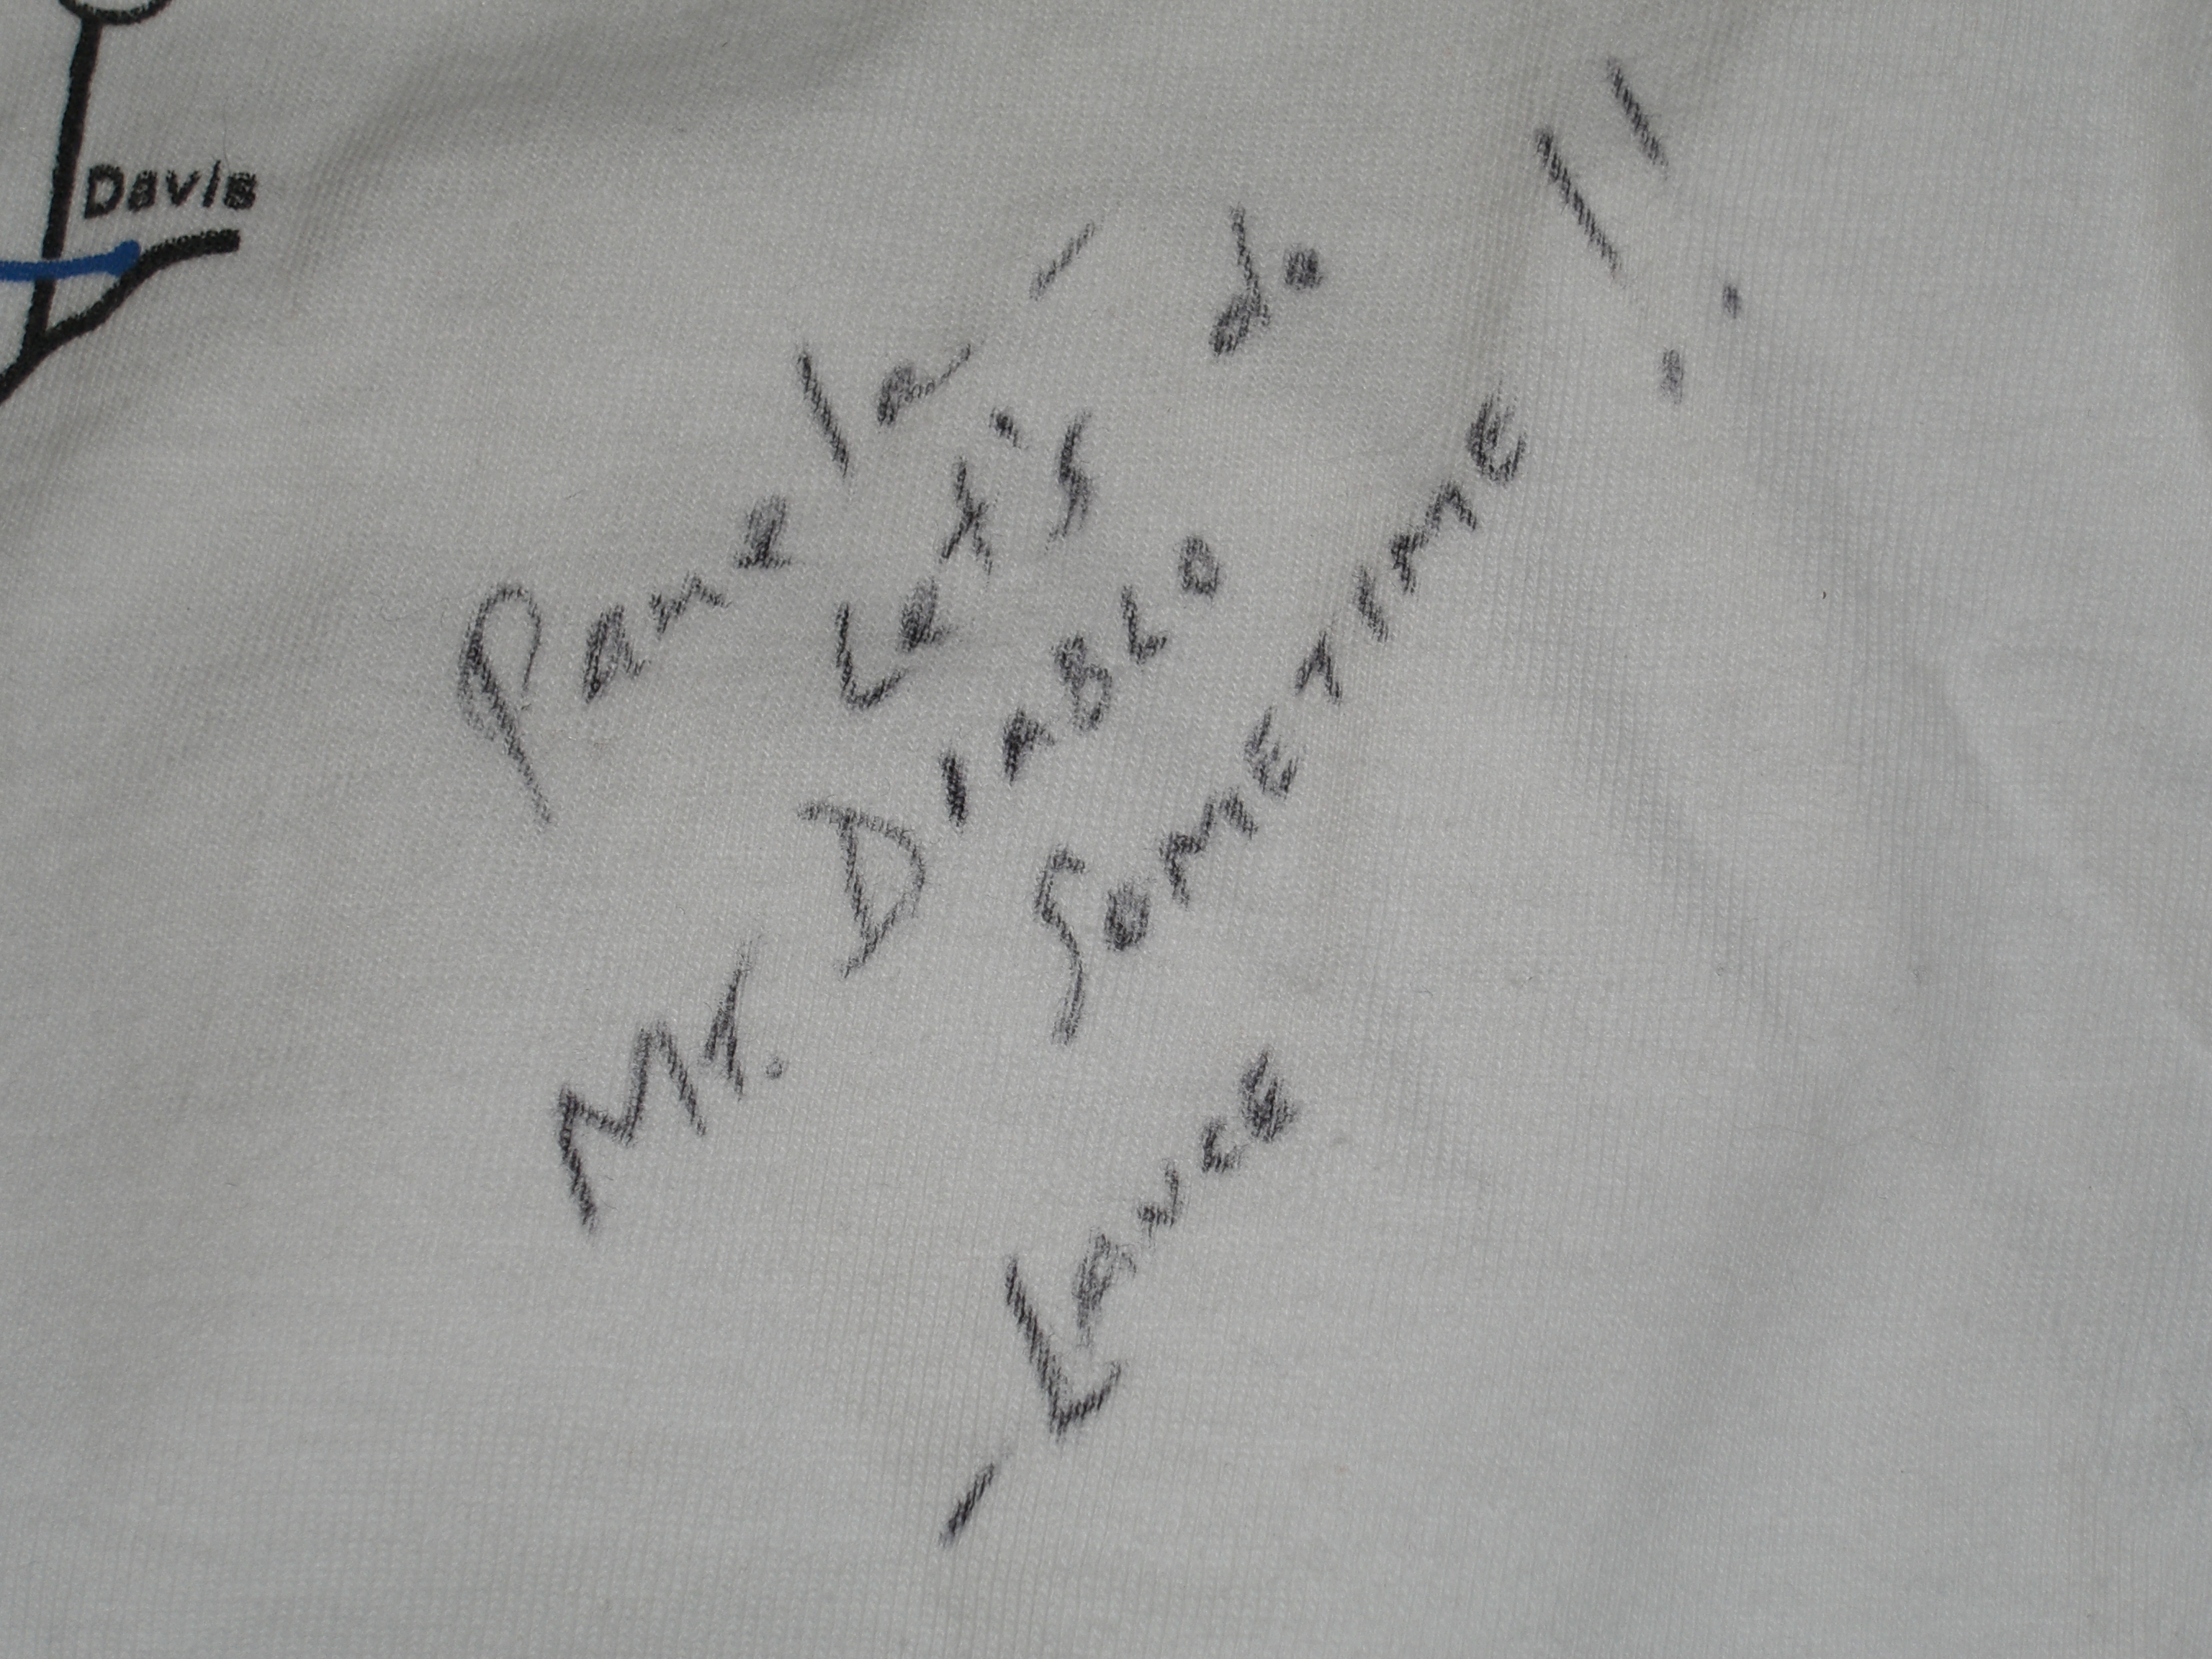 Davis
Pamela –
Let's do
Mt. DIABLO
SOMETIME !!
– LANCE